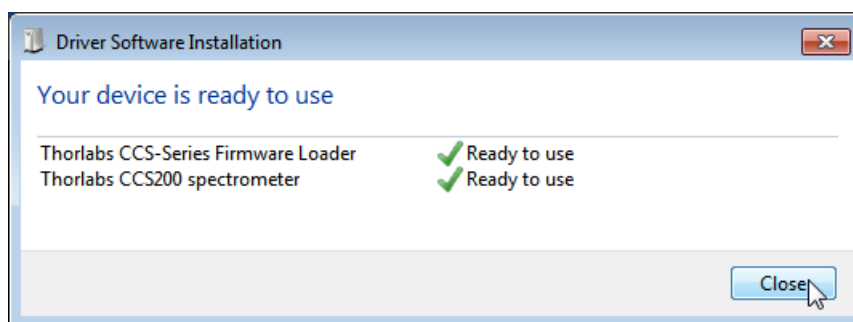 Driver Software Installation
Your device is ready to use
Thorlabs CCS-Series Firmware Loader Ready to use
Thorlabs CCS200 spectrometer Ready to use
Close